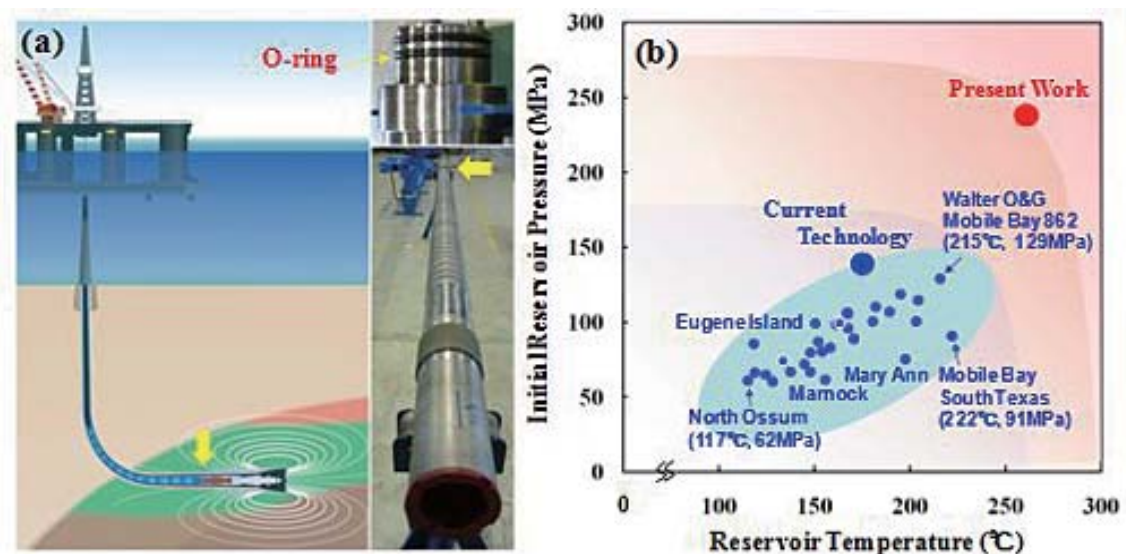 (a)
O-ring
Initial Reservoir Pressure (MPa)
300
250
200
150
100
50
0
(b)
Present Work
Current
Technology
Walter O&G
Mobile Bay 862
(215℃, 129MPa)
Eugene Island
Mary Ann
Marnock
Mobile Bay
South Texas
(222℃, 91MPa)
North Ossum
(117℃, 62MPa)
0
100
150
200
250
300
Reservoir Temperature (℃)